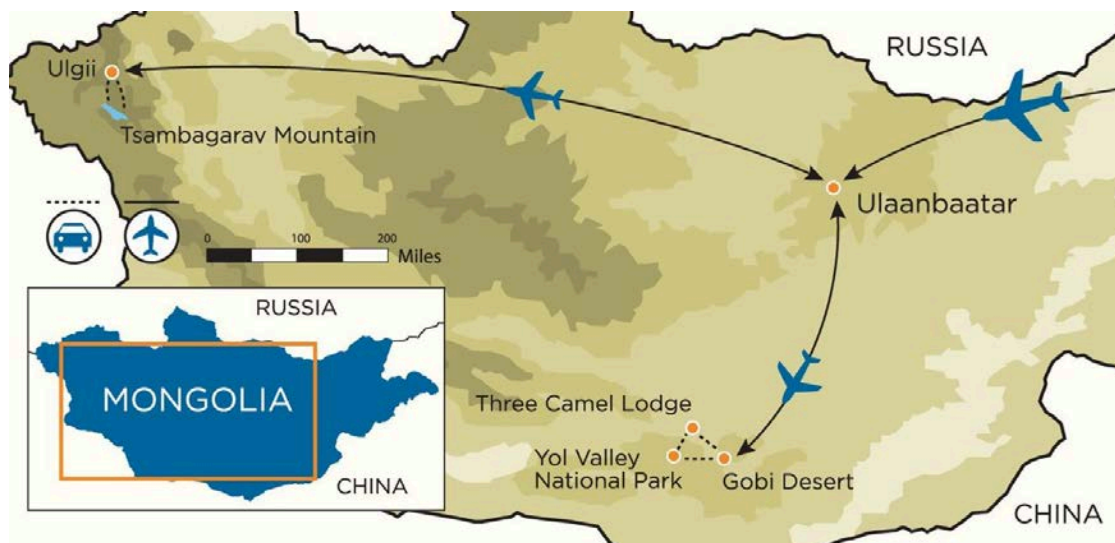 RUSSIA
Ulgii
Tsambagarav Mountain
Ulaanbaatar
0 100 200
Miles
RUSSIA
MONGOLIA
CHINA
Three Camel Lodge
Yol Valley
National Park
Gobi Desert
CHINA